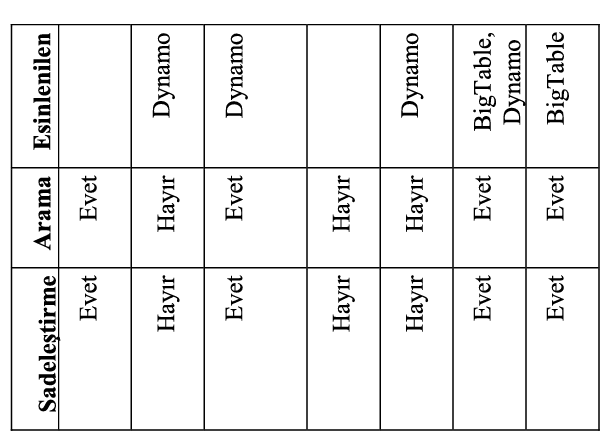 Sadeleştirme Arama Esinlenilen
Evet Evet
Hayır Hayır Dynamo
Evet Evet Dynamo
Hayır Hayır
Hayır Hayır Dynamo
Evet Evet BigTable,
Dynamo
Evet Evet BigTable